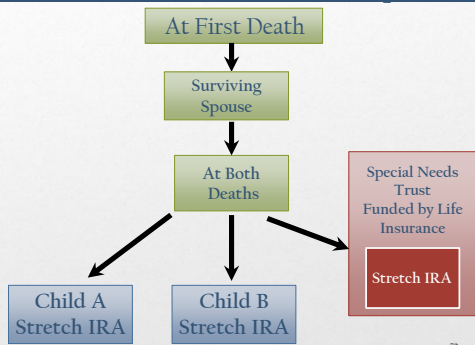 At First Death
Surviving
Spouse
At Both
Deaths
Special Needs
Trust
Funded by Life
Insurance
Stretch IRA
Child A
Stretch IRA
Child B
Stretch IRA